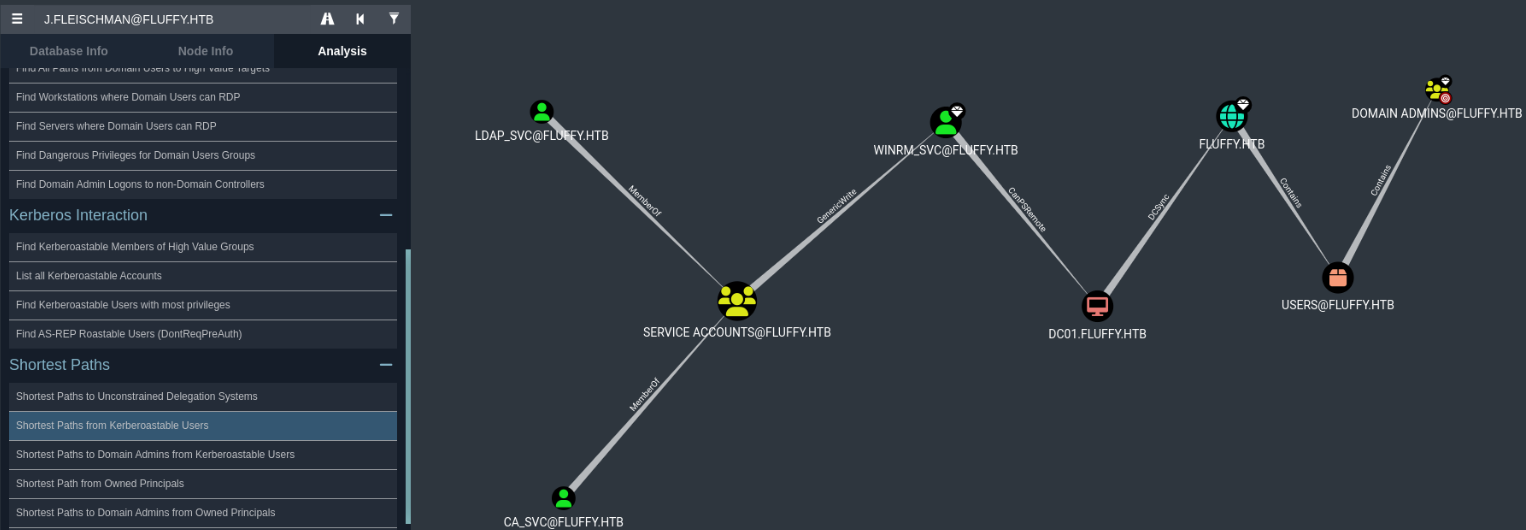 J.FLEISCHMAN@FLUFFY.HTB
Database Info
Node Info
Analysis
Find All Paths from Domain Users to High Value Targets
Find Workstations where Domain Users can RDP
Find Servers where Domain Users can RDP
Find Dangerous Privileges for Domain Users Groups
Find Domain Admin Logons to non-Domain Controllers
Kerberos Interaction
Find Kerberoastable Members of High Value Groups
List all Kerberoastable Accounts
Find Kerberoastable Users with most privileges
Find AS-REP Roastable Users (DontReqPreAuth)
Shortest Paths
Shortest Paths to Unconstrained Delegation Systems
Shortest Paths from Kerberoastable Users
Shortest Paths to Domain Admins from Kerberoastable Users
Shortest Path from Owned Principals
Shortest Paths to Domain Admins from Owned Principals
LDAP_SVC@FLUFFY.HTB
MemberOf
SERVICE ACCOUNTS@FLUFFY.HTB
MemberOf
CA_SVC@FLUFFY.HTB
GenericWrite
WINRM_SVC@FLUFFY.HTB
CanPSRemote
DC01.FLUFFY.HTB
DCSync
FLUFFY.HTB
Contains
USERS@FLUFFY.HTB
Contains
DOMAIN ADMINS@FLUFFY.HTB